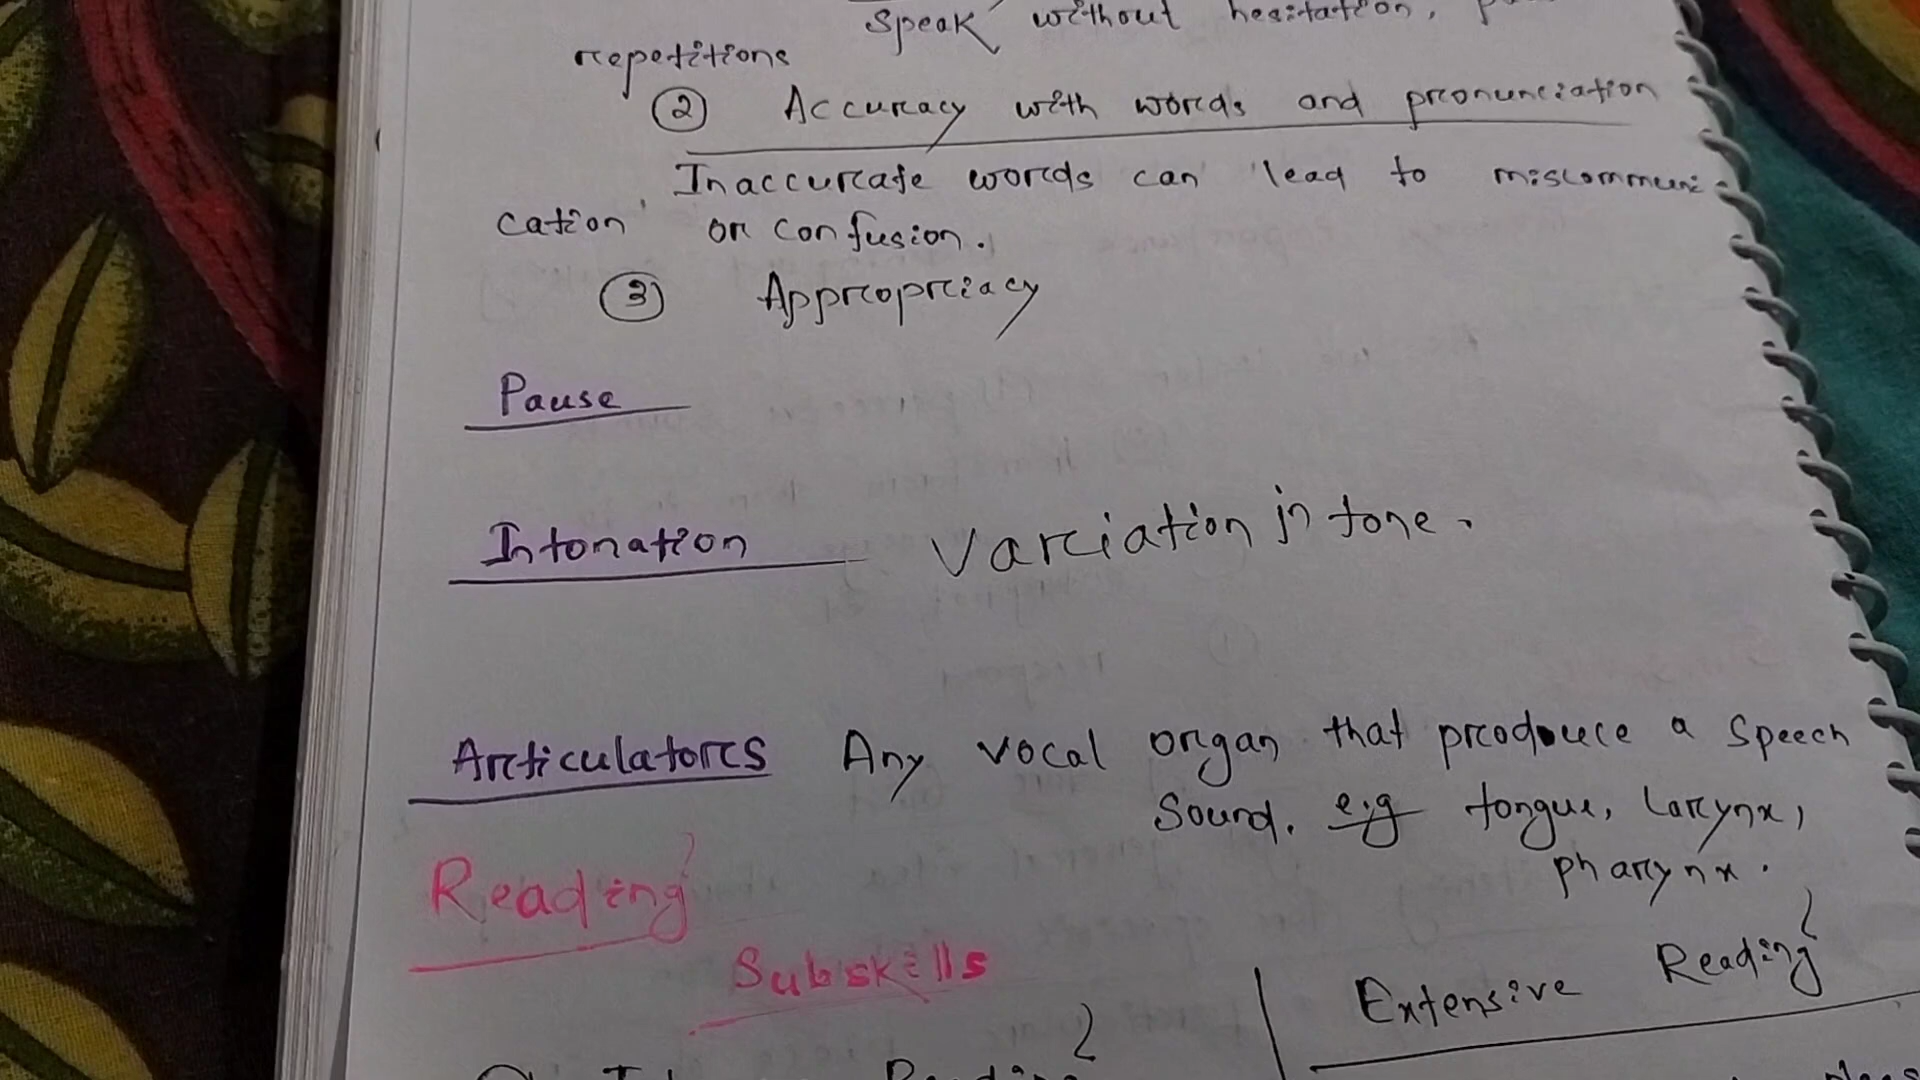 Speak without hesitation,
repetitions
② Accuracy with words and pronunciation
Inaccurate words can lead to miscommuni-
cation or confusion.
③ Appropriacy
Pause
Intonation Variation in tone.
Articulators Any vocal organ that produce a speech
sound. e.g tongue, larynx,
pharynx.
Reading
Subskills
Extensive Reading
Reading